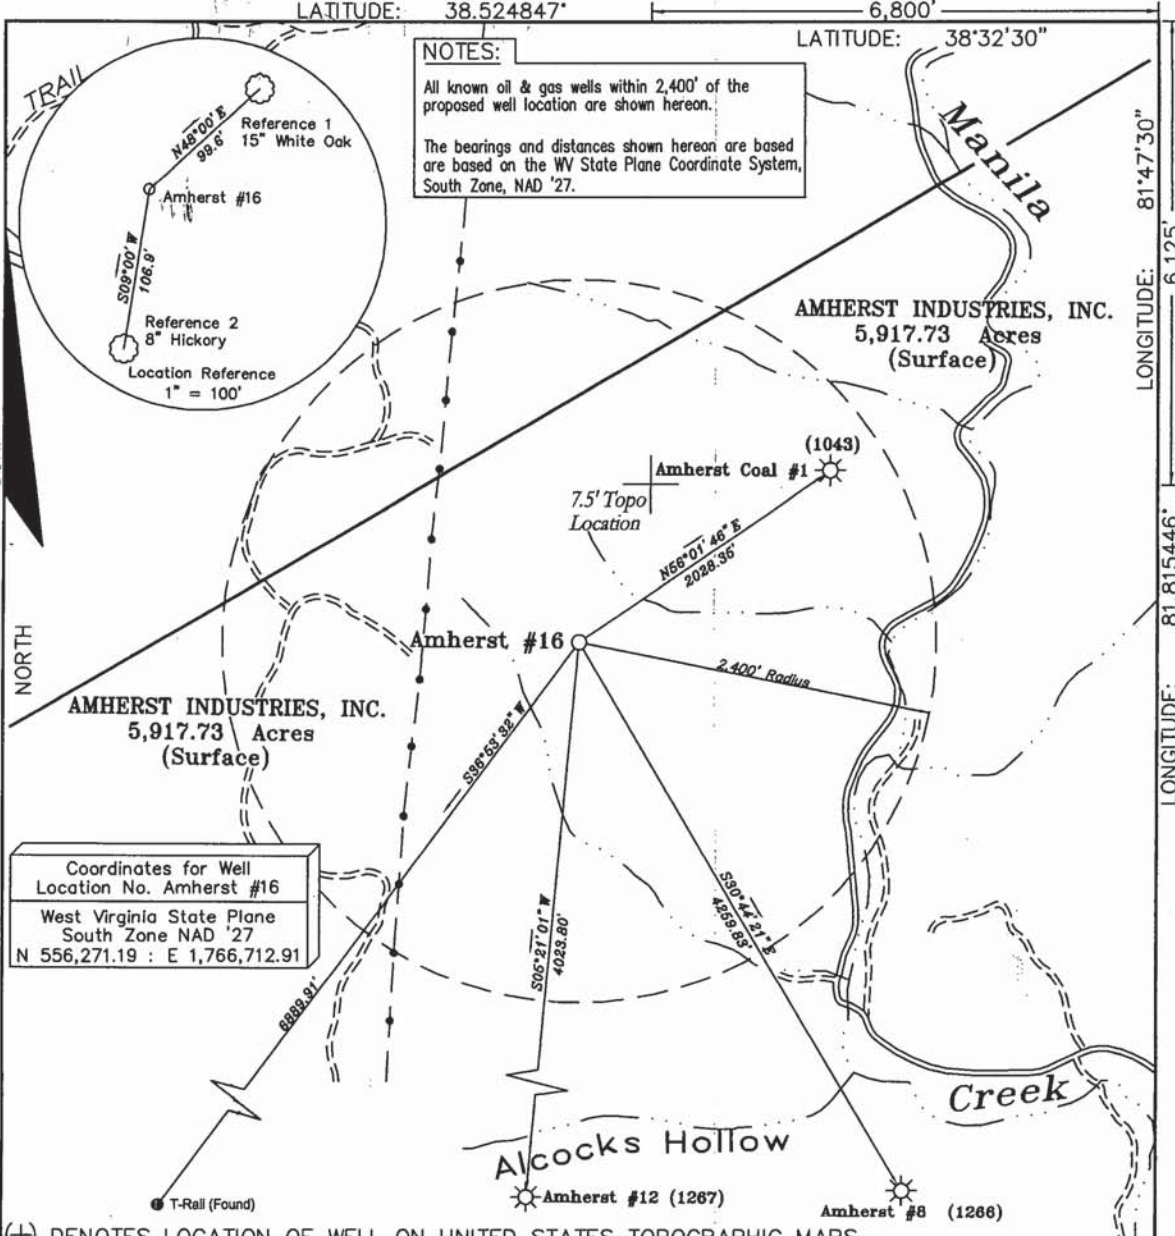 LATITUDE: 38.524847°
6,800'
LATITUDE: 38°32'30"
NOTES:
All known oil & gas wells within 2,400' of the
proposed well location are shown hereon.
The bearings and distances shown hereon are based
are based on the WV State Plane Coordinate System,
South Zone, NAD '27.
TRAIL
N48°00' E
99.6'
Reference 1
15" White Oak
Amherst #16
S09°00' W
106.9'
Reference 2
8" Hickory
Location Reference
1" = 100'
Manila
LONGITUDE: 81°47'30"
6,125'
AMHERST INDUSTRIES, INC.
5,917.73 Acres
(Surface)
(1043)
Amherst Coal #1
7.5' Topo
Location
N56°01'46" E
2028.36'
LONGITUDE: 81.815446°
NORTH
Amherst #16
2,400' Radius
AMHERST INDUSTRIES, INC.
5,917.73 Acres
(Surface)
S36°53'32" W
6889.91'
S05°21'01" W
4023.80'
S30°44'21" E
4259.83'
Coordinates for Well
Location No. Amherst #16
West Virginia State Plane
South Zone NAD '27
N 556,271.19 : E 1,766,712.91
Creek
Alcocks Hollow
T-Rail (Found)
Amherst #12 (1267)
Amherst #8 (1266)
(+) DENOTES LOCATION OF WELL ON UNITED STATES TOPOGRAPHIC MAPS